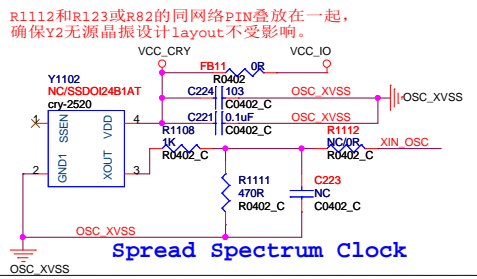 R1112和R123或R82的同网络PIN叠放在一起，
确保Y2无源晶振设计layout不受影响。
VCC_CRY
VCC_IO
FB11
0R
R0402
Y1102
NC/SSDOI24B1AT
cry-2520
C224
103
OSC_XVSS
C0402_C
OSC_XVSS
C221
0.1uF
OSC_XVSS
C0402_C
1
SSEN
VDD
4
R1108
1K
R0402_C
R1112
NC/0R
XIN_OSC
R0402_C
2
GND1
XOUT
3
R1111
470R
R0402_C
C223
NC
C0402_C
OSC_XVSS
Spread Spectrum Clock
OSC_XVSS